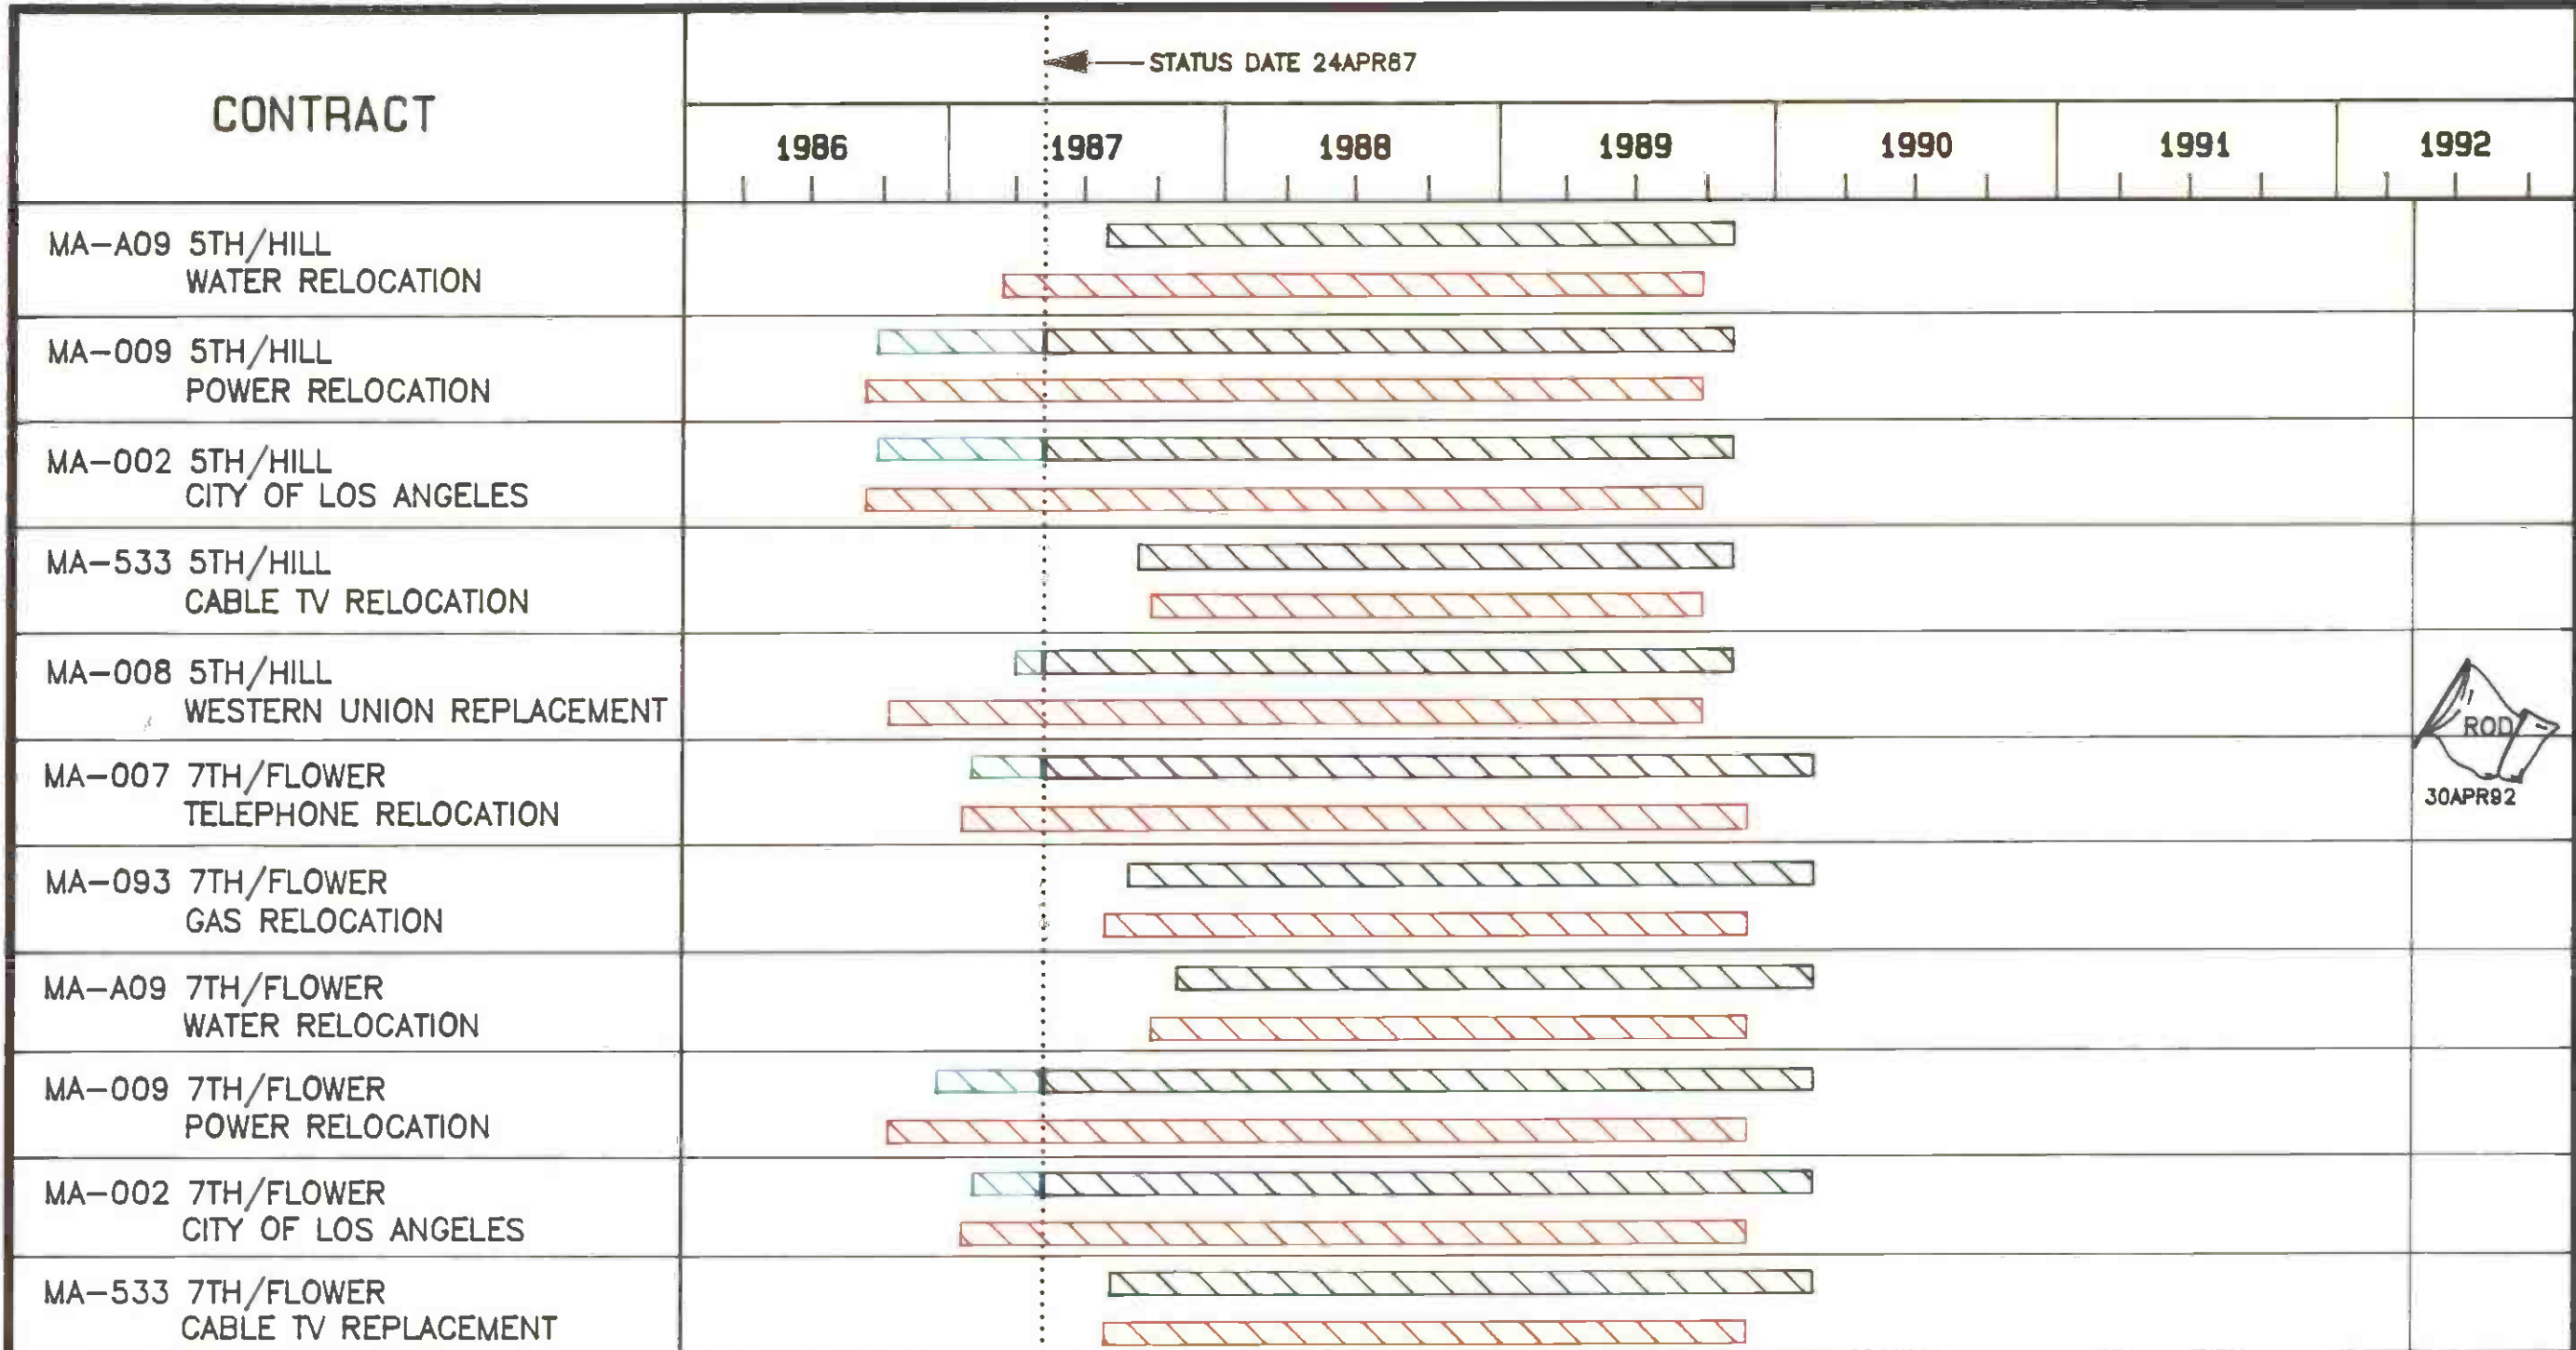 STATUS DATE 24APR87
CONTRACT
1986 1987 1988 1989 1990 1991 1992
MA-A09 5TH/HILL
WATER RELOCATION
MA-009 5TH/HILL
POWER RELOCATION
MA-002 5TH/HILL
CITY OF LOS ANGELES
MA-533 5TH/HILL
CABLE TV RELOCATION
MA-008 5TH/HILL
WESTERN UNION REPLACEMENT
ROD
MA-007 7TH/FLOWER
TELEPHONE RELOCATION
30APR92
MA-093 7TH/FLOWER
GAS RELOCATION
MA-A09 7TH/FLOWER
WATER RELOCATION
MA-009 7TH/FLOWER
POWER RELOCATION
MA-002 7TH/FLOWER
CITY OF LOS ANGELES
MA-533 7TH/FLOWER
CABLE TV REPLACEMENT